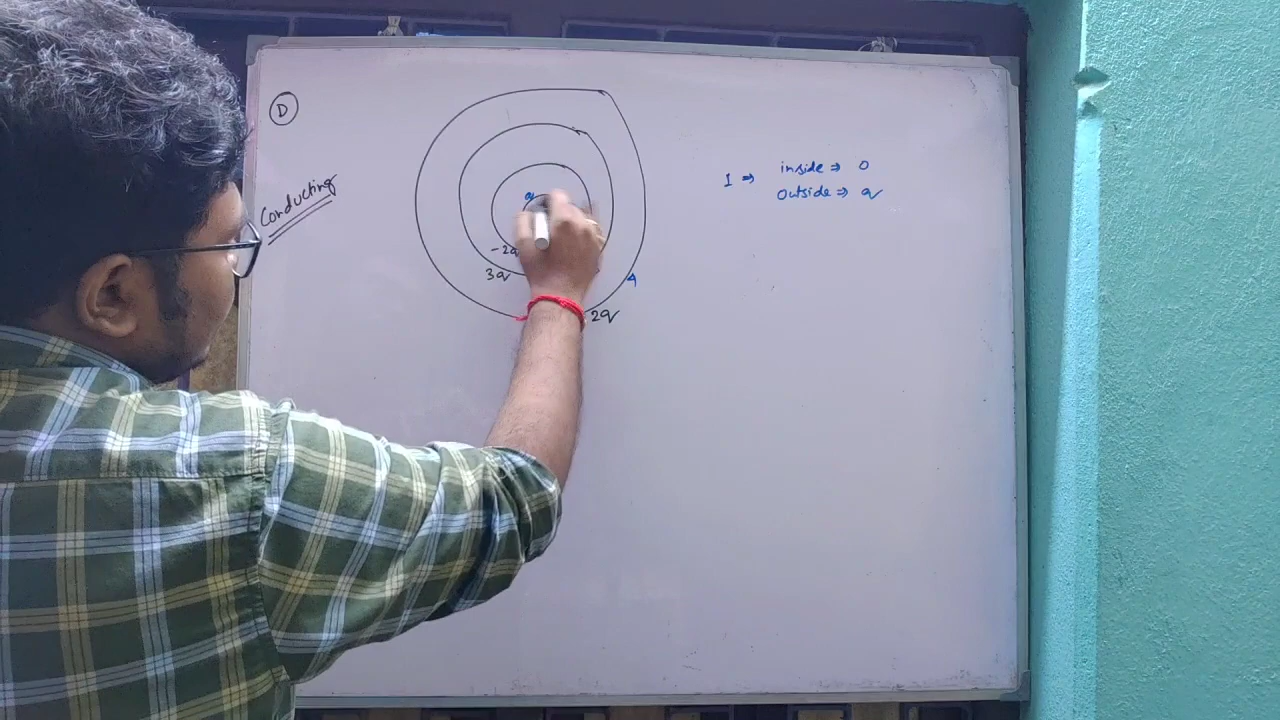 D
Conducting
q
-2q
3q
A
2q
I ⇒ inside ⇒ 0
outside ⇒ q